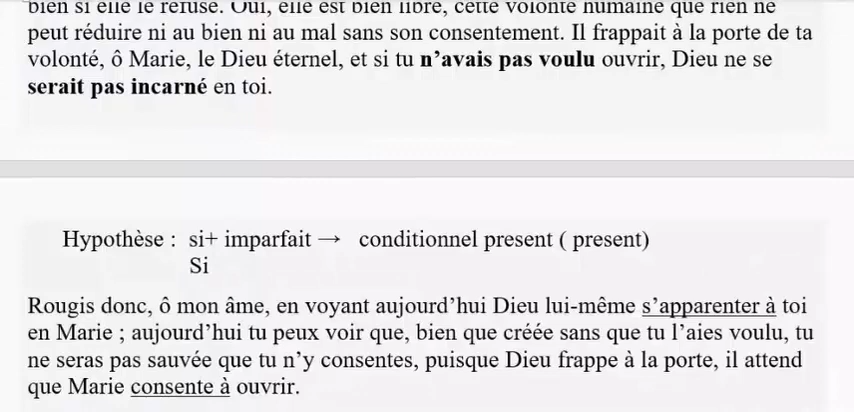 bien si elle le refuse. Oui, elle est bien libre, cette volonté humaine que rien ne
peut réduire ni au bien ni au mal sans son consentement. Il frappait à la porte de ta
volonté, ô Marie, le Dieu éternel, et si tu n’avais pas voulu ouvrir, Dieu ne se
serait pas incarné en toi.
Hypothèse : si+ imparfait → conditionnel present ( present)
Si
Rougis donc, ô mon âme, en voyant aujourd’hui Dieu lui-même s’apparenter à toi
en Marie ; aujourd’hui tu peux voir que, bien que créée sans que tu l’aies voulu, tu
ne seras pas sauvée que tu n’y consentes, puisque Dieu frappe à la porte, il attend
que Marie consente à ouvrir.